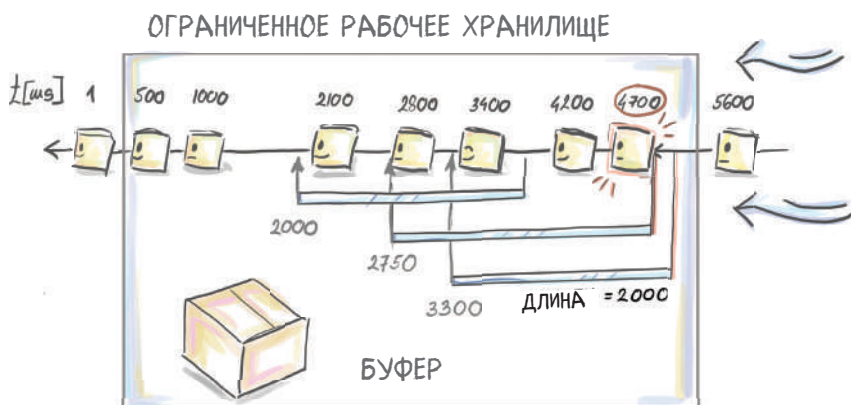 ОГРАНИЧЕННОЕ РАБОЧЕЕ ХРАНИЛИЩЕ
t[ms] 1 500 1000 2100 2800 3400 4200 4700 5600
2000
2750
3300 ДЛИНА = 2000
БУФЕР